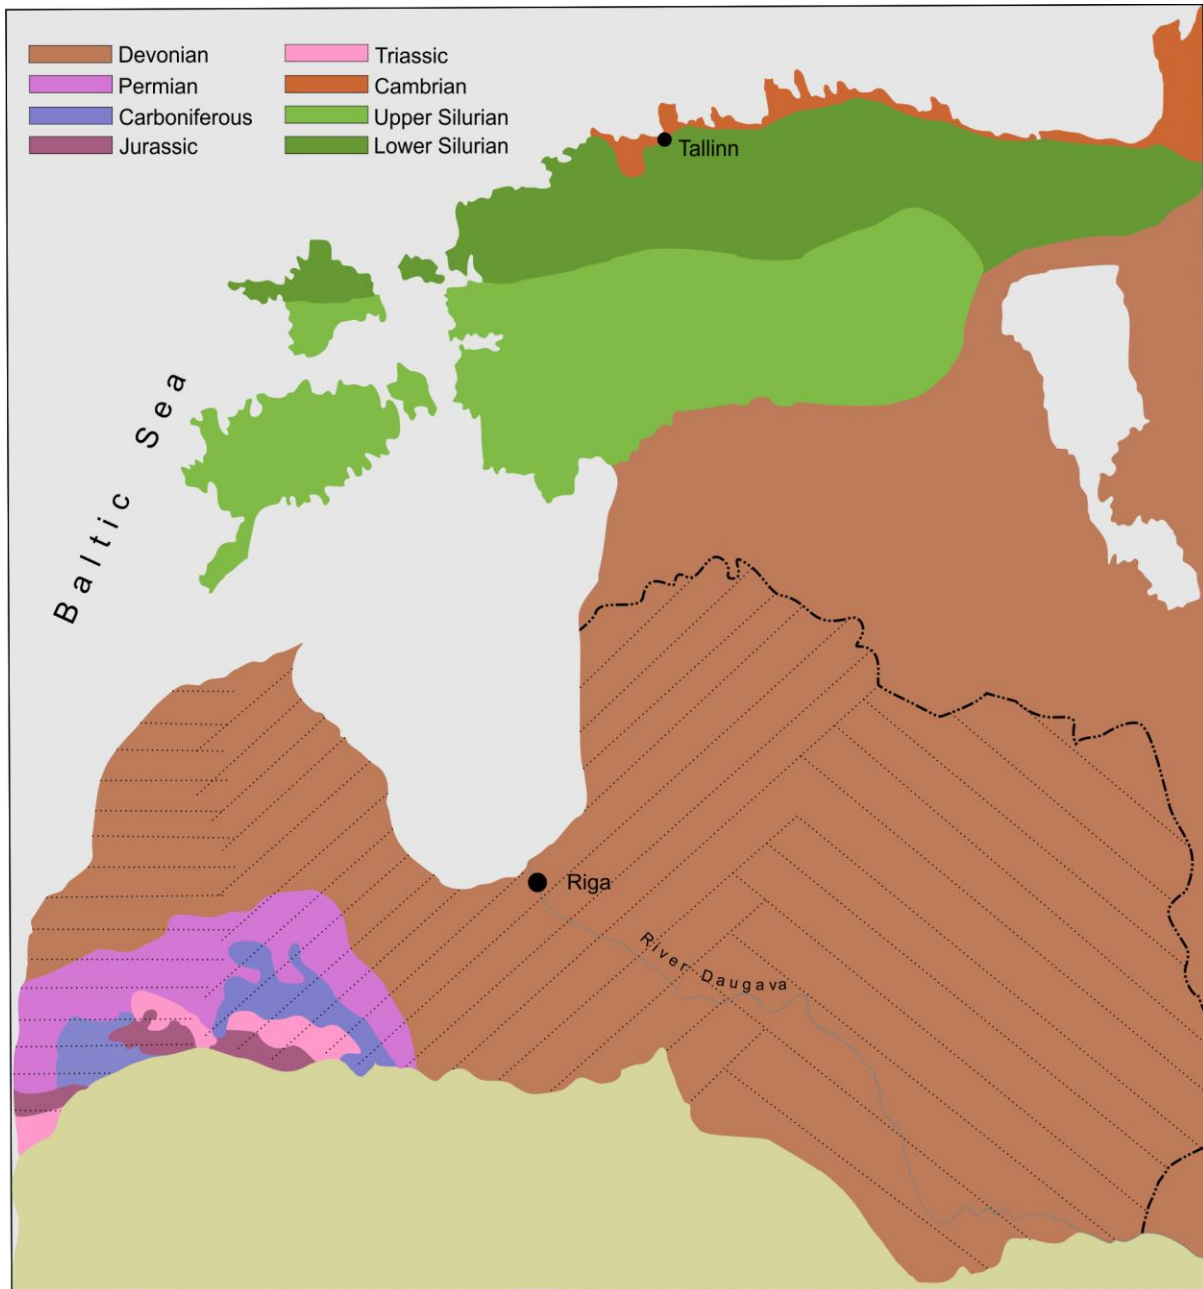 Devonian
Permian
Carboniferous
Jurassic
Triassic
Cambrian
Upper Silurian
Lower Silurian
Tallinn
Baltic Sea
Riga
River Daugava